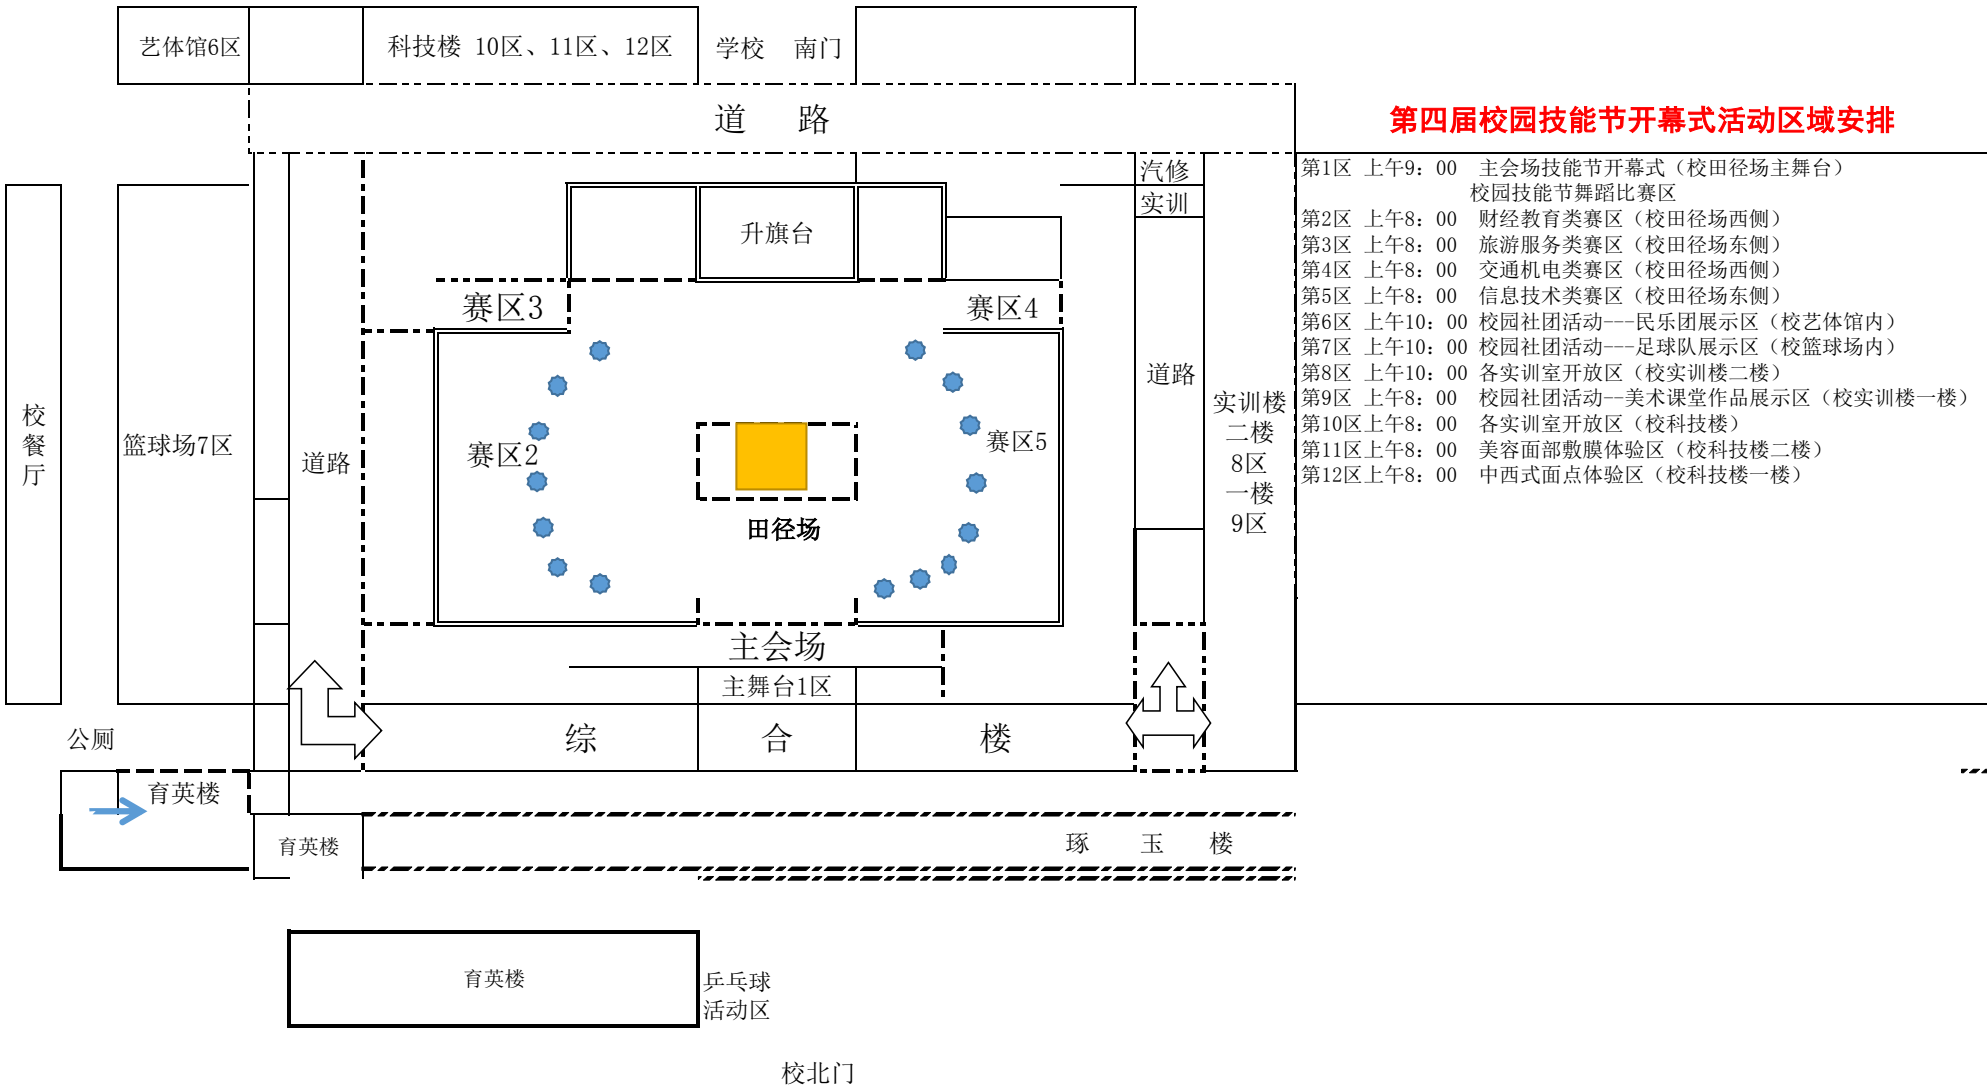 艺体馆6区
科技楼 10区、11区、12区
学校 南门
道 路
第四届校园技能节开幕式活动区域安排
第1区 上午9：00 主会场技能节开幕式（校田径场主舞台）
校园技能节舞蹈比赛区
第2区 上午8：00 财经教育类赛区（校田径场西侧）
第3区 上午8：00 旅游服务类赛区（校田径场东侧）
第4区 上午8：00 交通机电类赛区（校田径场西侧）
第5区 上午8：00 信息技术类赛区（校田径场东侧）
第6区 上午10：00 校园社团活动---民乐团展示区（校艺体馆内）
第7区 上午10：00 校园社团活动---足球队展示区（校篮球场内）
第8区 上午10：00 各实训室开放区（校实训楼二楼）
第9区 上午8：00 校园社团活动--美术课堂作品展示区（校实训楼一楼）
第10区上午8：00 各实训室开放区（校科技楼）
第11区上午8：00 美容面部敷膜体验区（校科技楼二楼）
第12区上午8：00 中西式面点体验区（校科技楼一楼）
汽修
实训
升旗台
赛区3
赛区4
道路
实训楼
二楼
8区
一楼
9区
校
餐
厅
篮球场7区
道路
赛区2
赛区5
田径场
主会场
主舞台1区
综 合 楼
公厕
育英楼
育英楼
琢 玉 楼
育英楼
乒乓球
活动区
校北门